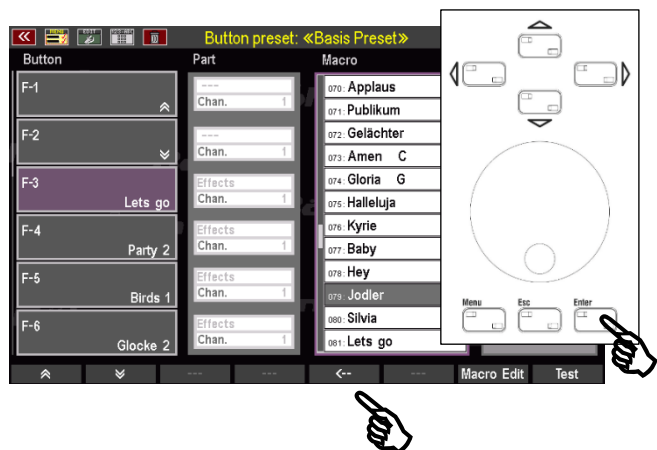 Button preset: «Basis Preset»
Button Part Macro
F-1
---
Chan. 1
F-2
---
Chan. 1
F-3
Lets go
Effects
Chan. 1
F-4
Party 2
Effects
Chan. 1
F-5
Birds 1
Effects
Chan. 1
F-6
Glocke 2
Effects
Chan. 1
070: Applaus
071: Publikum
072: Gelächter
073: Amen C
074: Gloria G
075: Halleluja
076: Kyrie
077: Baby
078: Hey
079: Jodler
080: Silvia
081: Lets go
--- --- <-- --- Macro Edit Test
Menu Esc Enter